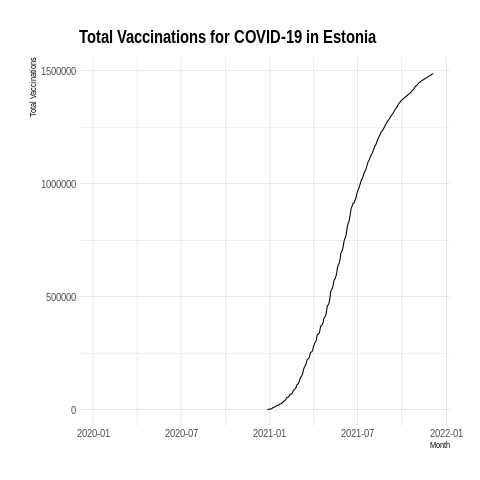 Total Vaccinations for COVID-19 in Estonia
Total Vaccinations
1500000
1000000
500000
0
2020-01 2020-07 2021-01 2021-07 2022-01
Month